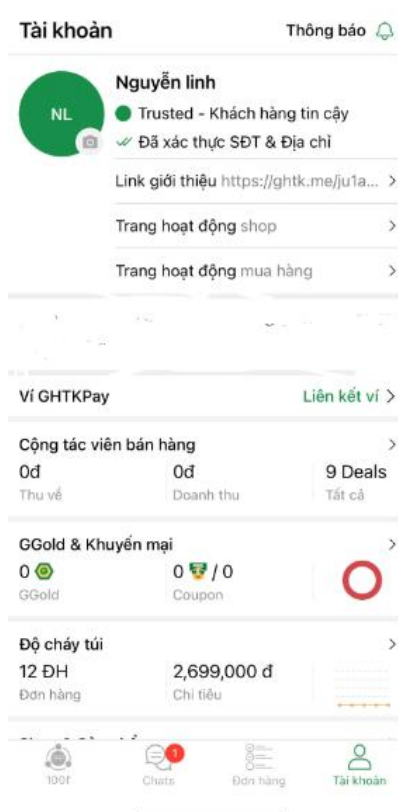 Tài khoản
Thông báo
NL
Nguyễn linh
Trusted - Khách hàng tin cậy
Đã xác thực SĐT & Địa chỉ
Link giới thiệu https://ghtk.me/ju1a... >
Trang hoạt động shop >
Trang hoạt động mua hàng >
Ví GHTKPay
Liên kết ví >
Cộng tác viên bán hàng >
0đ 0đ 9 Deals
Thu về Doanh thu Tất cả
GGold & Khuyến mại >
0 0 / 0
GGold Coupon
Độ cháy túi >
12 ĐH 2,699,000 đ
Đơn hàng Chi tiêu
1
Chats Đơn hàng Tài khoản